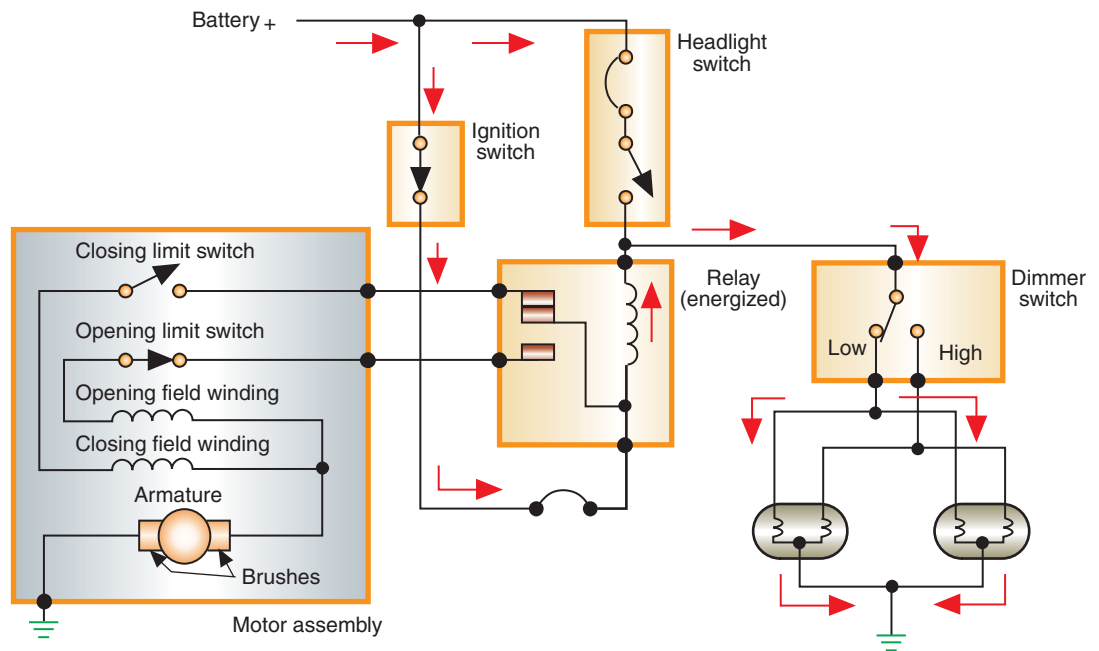 Battery +
Headlight
switch
Ignition
switch
Closing limit switch
Relay
(energized)
Dimmer
switch
Opening limit switch
Low
High
Opening field winding
Closing field winding
Armature
Brushes
Motor assembly